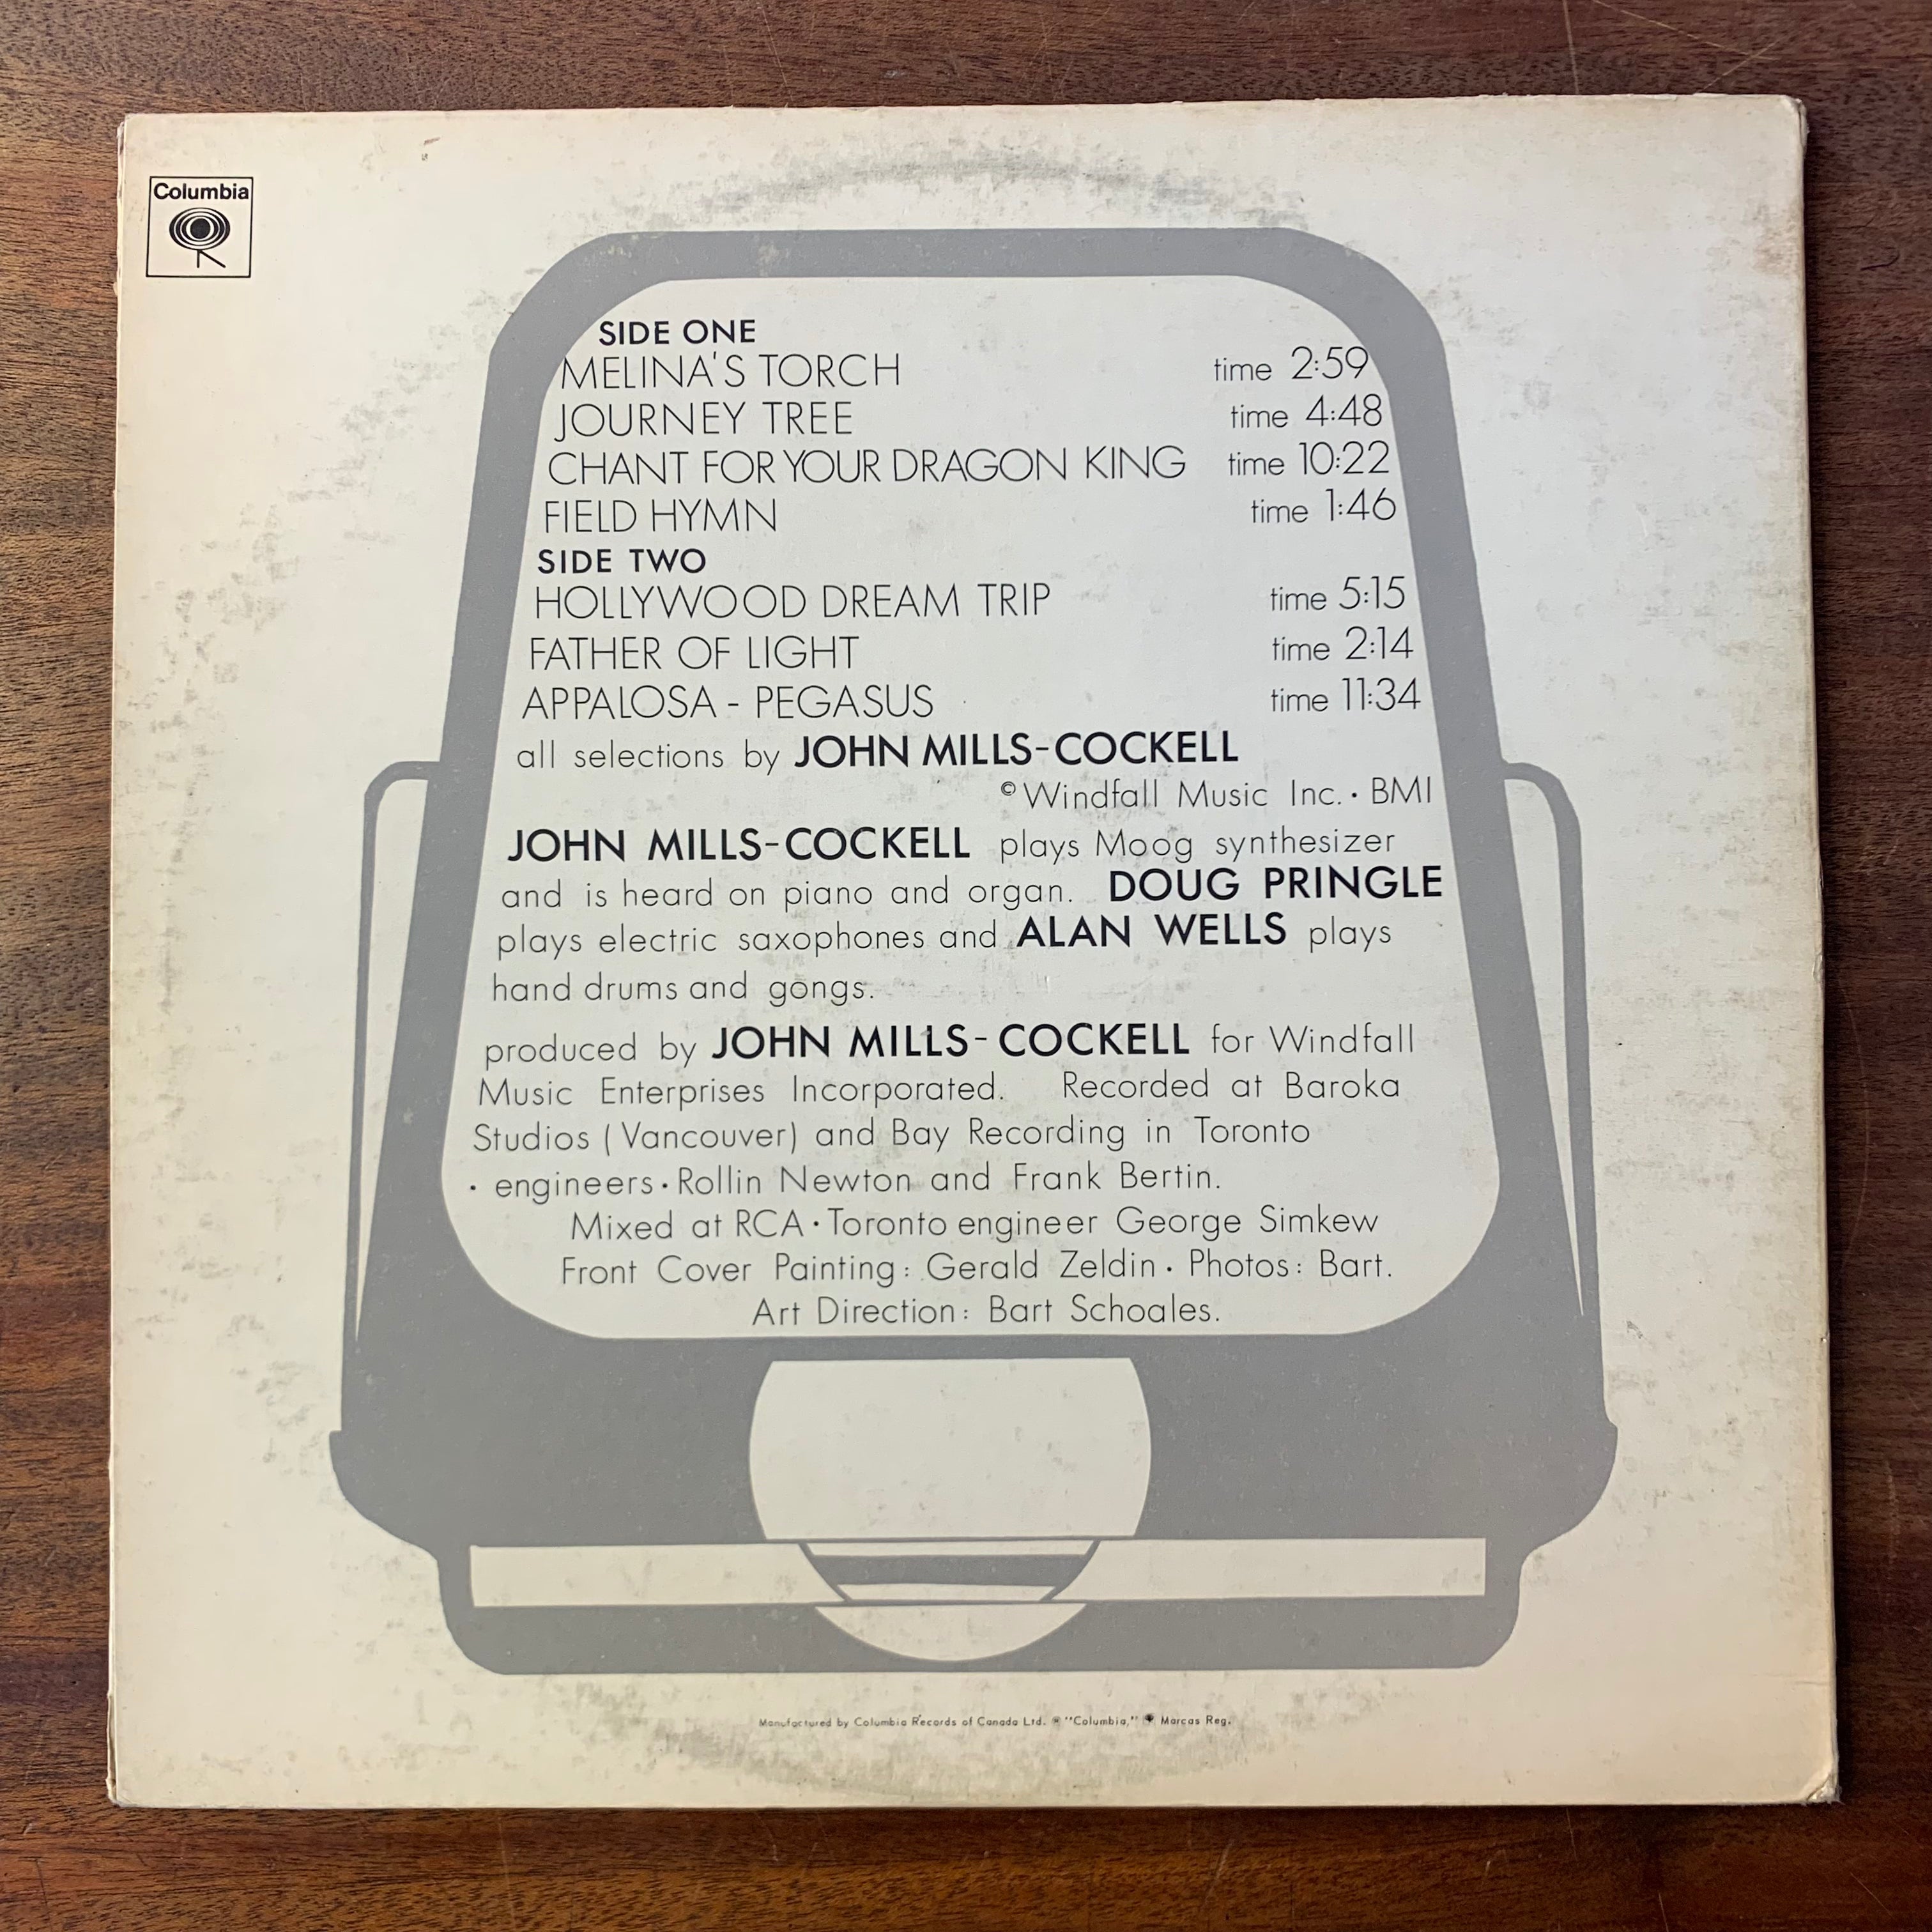 Columbia
SIDE ONE
MELINA'S TORCH time 2:59
JOURNEY TREE time 4:48
CHANT FOR YOUR DRAGON KING time 10:22
FIELD HYMN time 1:46
SIDE TWO
HOLLYWOOD DREAM TRIP time 5:15
FATHER OF LIGHT time 2:14
APPALOSA - PEGASUS time 11:34
all selections by JOHN MILLS-COCKELL
© Windfall Music Inc. • BMI
JOHN MILLS-COCKELL plays Moog synthesizer
and is heard on piano and organ. DOUG PRINGLE
plays electric saxophones and ALAN WELLS plays
hand drums and gongs.
produced by JOHN MILLS-COCKELL for Windfall
Music Enterprises Incorporated. Recorded at Baroka
Studios (Vancouver) and Bay Recording in Toronto
• engineers • Rollin Newton and Frank Bertin.
Mixed at RCA • Toronto engineer George Simkew
Front Cover Painting: Gerald Zeldin • Photos: Bart.
Art Direction: Bart Schoales.
Manufactured by Columbia Records of Canada Ltd. ® "Columbia," Marcas Reg.